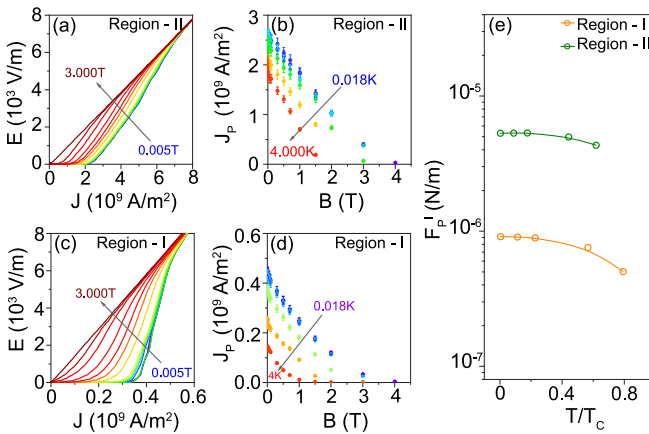 (a)
Region - II
3.000T
0.005T
E (10³ V/m)
8
6
4
2
0
0 2 4 6 8
J (10⁹ A/m²)
(b)
Region - II
0.018K
4.000K
J_P (10⁹ A/m²)
3
2
1
0
0 1 2 3 4
B (T)
(c)
Region - I
3.000T
0.005T
E (10³ V/m)
8
6
4
2
0
0.0 0.2 0.4 0.6
J (10⁹ A/m²)
(d)
Region - I
0.018K
4K
J_P (10⁹ A/m²)
0.6
0.4
0.2
0.0
0 1 2 3 4
B (T)
(e)
Region - I
Region - II
F_P^I (N/m)
10⁻⁵
10⁻⁶
10⁻⁷
0.0 0.4 0.8
T/T_C